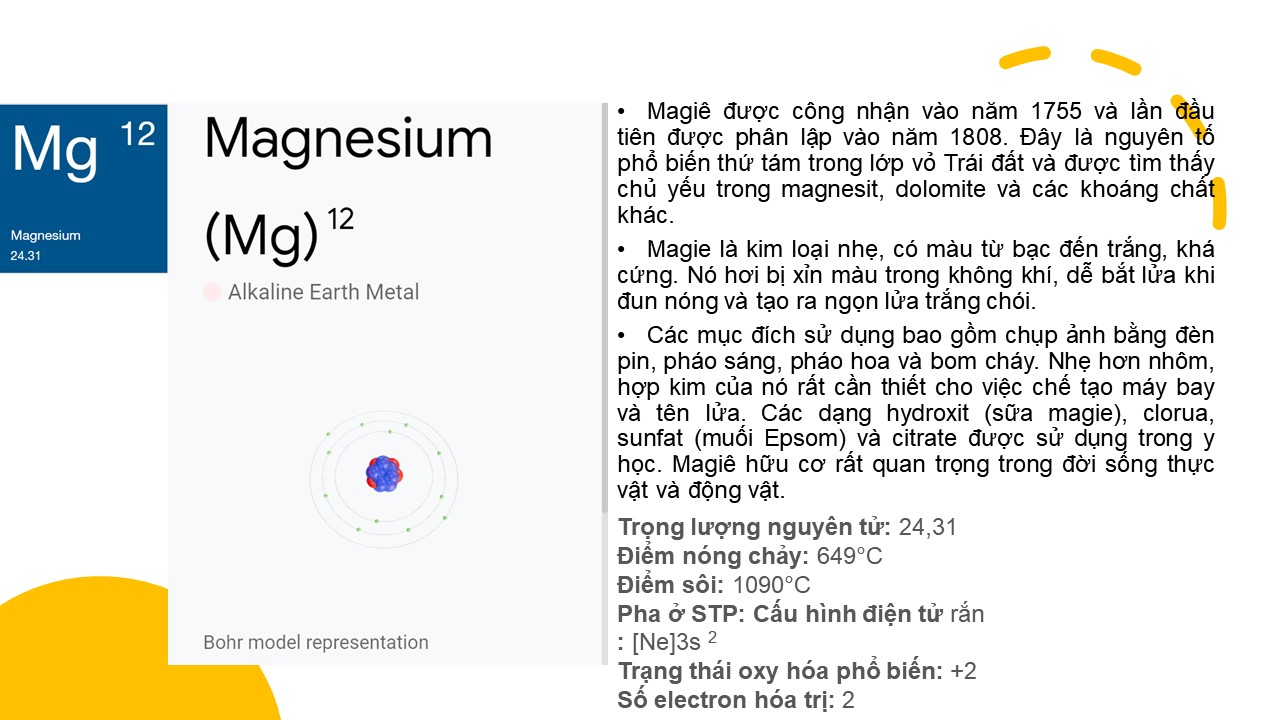 Mg 12
Magnesium
24.31
Magnesium
(Mg) 12
Alkaline Earth Metal
Bohr model representation
• Magiê được công nhận vào năm 1755 và lần đầu
tiên được phân lập vào năm 1808. Đây là nguyên tố
phổ biến thứ tám trong lớp vỏ Trái đất và được tìm thấy
chủ yếu trong magnesit, dolomite và các khoáng chất
khác.
• Magie là kim loại nhẹ, có màu từ bạc đến trắng, khá
cứng. Nó hơi bị xỉn màu trong không khí, dễ bắt lửa khi
đun nóng và tạo ra ngọn lửa trắng chói.
• Các mục đích sử dụng bao gồm chụp ảnh bằng đèn
pin, pháo sáng, pháo hoa và bom cháy. Nhẹ hơn nhôm,
hợp kim của nó rất cần thiết cho việc chế tạo máy bay
và tên lửa. Các dạng hydroxit (sữa magie), clorua,
sunfat (muối Epsom) và citrate được sử dụng trong y
học. Magiê hữu cơ rất quan trọng trong đời sống thực
vật và động vật.
Trọng lượng nguyên tử: 24,31
Điểm nóng chảy: 649°C
Điểm sôi: 1090°C
Pha ở STP: Cấu hình điện tử rắn
: [Ne]3s 2
Trạng thái oxy hóa phổ biến: +2
Số electron hóa trị: 2